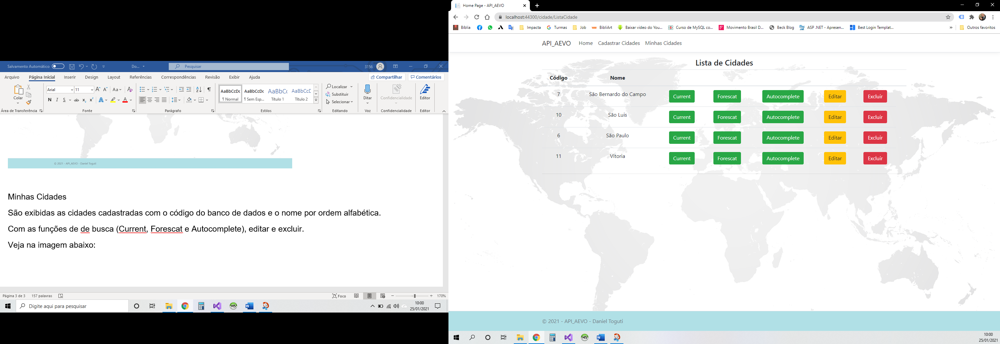 Salvamento Automático
Do...
Pesquisar
3156
Arquivo Página Inicial Inserir Design Layout Referências Correspondências Revisão Exibir Ajuda
Compartilhar Comentários
Colar
Arial 11
N I S ab x₂ x²
AaBbCcDc AaBbCcDc AaBbCc AaBbCcE
¶ Normal ¶ Sem Esp... Título 1 Título 2
Localizar
Substituir
Selecionar
Ditar
Confidencialidade
Editor
Área de Transferência Fonte Parágrafo Estilos Editando Voz Confidencialidade Editor
© 2021 - API_AEVO - Daniel Toguti
Minhas Cidades
São exibidas as cidades cadastradas com o código do banco de dados e o nome por ordem alfabética.
Com as funções de de busca (Current, Forescat e Autocomplete), editar e excluir.
Veja na imagem abaixo:
Página 3 de 3 157 palavras
Foco
170%
Digite aqui para pesquisar
10:00
25/01/2021
Home Page - API_AEVO
localhost:44300/cidade/ListaCidade
Bíblia Impacta Turmas Job BibliArt Baixar video do You... Curso de MySQL co... Movimento Brasil D... Beck Blog ASP .NET - Apresen... Best Login Templat... » Outros favoritos
API_AEVO Home Cadastrar Cidades Minhas Cidades
Lista de Cidades
Código Nome
7 São Bernardo do Campo Current Forescat Autocomplete Editar Excluir
10 São Luis Current Forescat Autocomplete Editar Excluir
6 São Paulo Current Forescat Autocomplete Editar Excluir
11 Vitoria Current Forescat Autocomplete Editar Excluir
© 2021 - API_AEVO - Daniel Toguti
10:00
25/01/2021